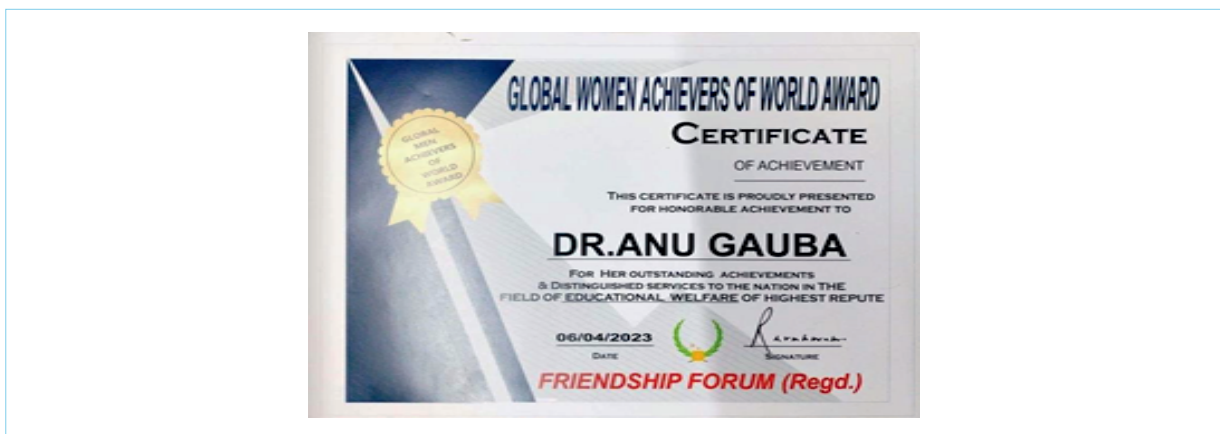 GLOBAL WOMEN ACHIEVERS OF WORLD AWARD
GLOBAL
MEN
ACHIEVERS
OF
WORLD
AWARD
CERTIFICATE
OF ACHIEVEMENT
THIS CERTIFICATE IS PROUDLY PRESENTED
FOR HONORABLE ACHIEVEMENT TO
DR.ANU GAUBA
FOR HER OUTSTANDING ACHIEVEMENTS
& DISTINGUISHED SERVICES TO THE NATION IN THE
FIELD OF EDUCATIONAL WELFARE OF HIGHEST REPUTE
06/04/2023
DATE
SIGNATURE
FRIENDSHIP FORUM (Regd.)